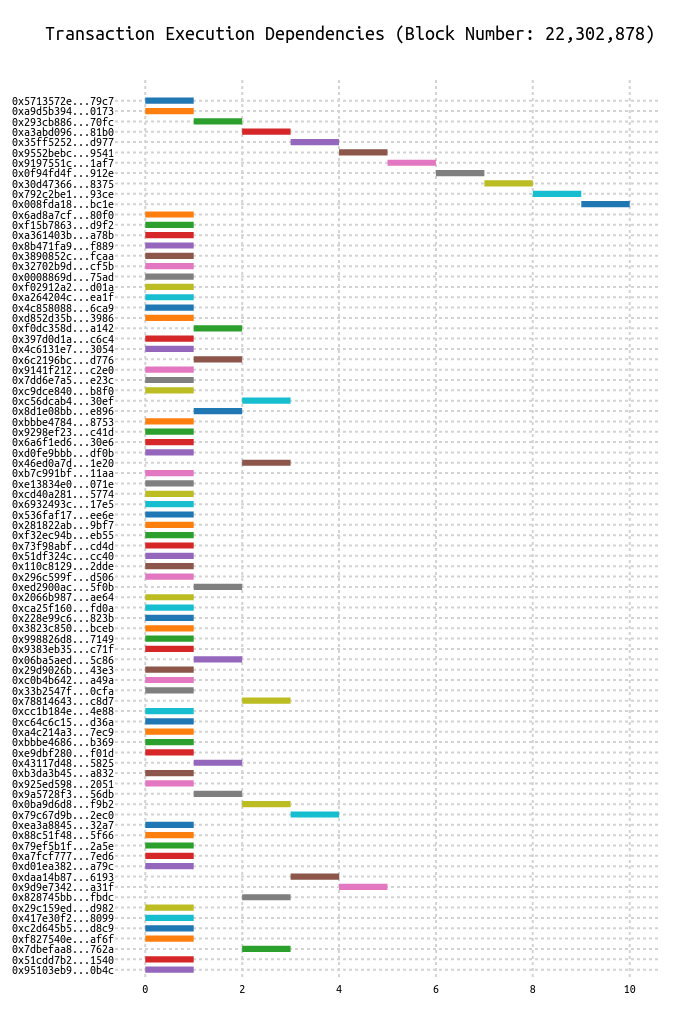 Transaction Execution Dependencies (Block Number: 22,302,878)
0x5713572e...79c7
0xa9d5b394...0173
0x293cb886...70fc
0xa3abd096...81b0
0x35ff5252...d977
0x9552bebc...9541
0x9197551c...1af7
0x0f94fd4f...912e
0x30d47366...8375
0x792c2be1...93ce
0x008fda18...bc1e
0x6ad8a7cf...80f0
0xf15b7863...d9f2
0xa361403b...a78b
0x8b471fa9...f889
0x3890852c...fcaa
0x32702b9d...cf5b
0x0008869d...75ad
0xf02912a2...d01a
0xa264204c...ea1f
0x4c858088...6ca9
0xd852d35b...3986
0xf0dc358d...a142
0x397d0d1a...c6c4
0x4c6131e7...3054
0x6c2196bc...d776
0x9141f212...c2e0
0x7dd6e7a5...e23c
0xc9dce840...b8f0
0xc56dcab4...30ef
0x8d1e08bb...e896
0xbbbe4784...8753
0x9298ef23...c41d
0x6a6f1ed6...30e6
0xd0fe9bbb...df0b
0x46ed0a7d...1e20
0xb7c991bf...11aa
0xe13834e0...071e
0xcd40a281...5774
0x6932493c...17e5
0x536faf17...ee6e
0x281822ab...9bf7
0xf32ec94b...eb55
0x73f98abf...cd4d
0x51df324c...cc40
0x110c8129...2dde
0x296c599f...d506
0xed2900ac...5f0b
0x2066b987...ae64
0xca25f160...fd0a
0x228e99c6...823b
0x3823c850...bceb
0x998826d8...7149
0x9383eb35...c71f
0x06ba5aed...5c86
0x29d9026b...43e3
0xc0b4b642...a49a
0x33b2547f...0cfa
0x78814643...c8d7
0xcc1b184e...4e88
0xc64c6c15...d36a
0xa4c214a3...7ec9
0xbbbe4686...b369
0xe9dbf280...f01d
0x43117d48...5825
0xb3da3b45...a832
0x925ed598...2051
0x9a5728f3...56db
0x0ba9d6d8...f9b2
0x79c67d9b...2ec0
0xea3a8845...32a7
0x88c51f48...5f66
0x79ef5b1f...2a5e
0xa7fcf777...7ed6
0xd01ea382...a79c
0xdaa14b87...6193
0x9d9e7342...a31f
0x828745bb...fbdc
0x29c159ed...d982
0x417e30f2...8099
0xc2d645b5...d8c9
0xf827540e...af6f
0x7dbefaa8...762a
0x51cdd7b2...1540
0x95103eb9...0b4c
0 2 4 6 8 10